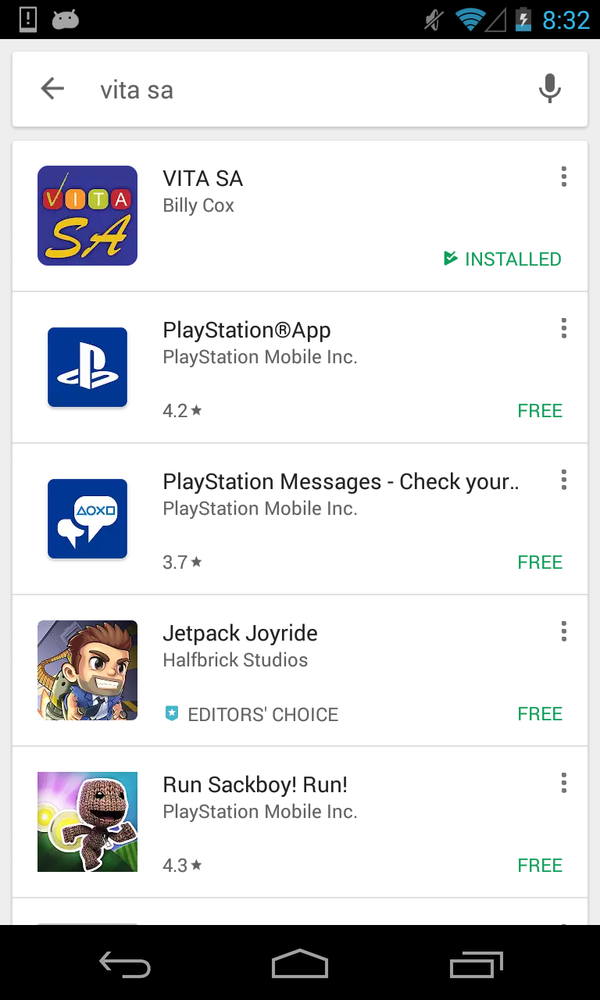 8:32
vita sa
VITA
SA
VITA SA
Billy Cox
INSTALLED
PlayStation®App
PlayStation Mobile Inc.
4.2
FREE
PlayStation Messages - Check your..
PlayStation Mobile Inc.
3.7
FREE
Jetpack Joyride
Halfbrick Studios
EDITORS' CHOICE
FREE
Run Sackboy! Run!
PlayStation Mobile Inc.
4.3
FREE